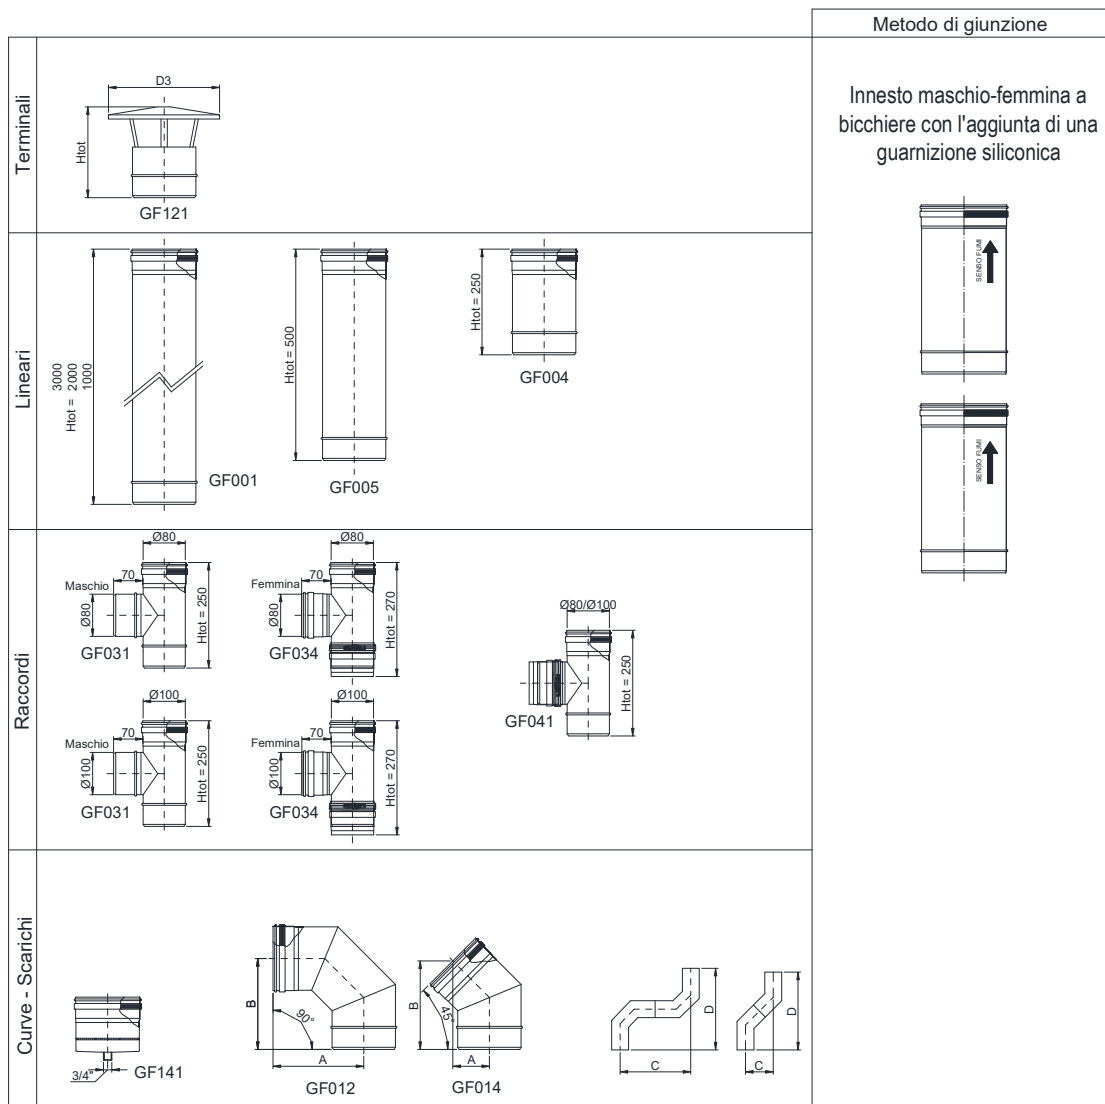 Metodo di giunzione
Innesto maschio-femmina a
bicchiere con l'aggiunta di una
guarnizione siliconica
SENSO FUMI
SENSO FUMI
Terminali
D3
Htot
GF121
Lineari
3000
Htot = 2000
1000
GF001
Htot = 500
GF005
Htot = 250
GF004
Raccordi
Ø80
70
Maschio
Ø80
Htot = 250
GF031
Ø80
70
Femmina
Ø80
Htot = 270
GF034
Ø80/Ø100
Htot = 250
GF041
Ø100
70
Maschio
Ø100
Htot = 250
GF031
Ø100
70
Femmina
Ø100
Htot = 270
GF034
Curve - Scarichi
3/4"
GF141
B
90°
A
GF012
B
45°
A
GF014
C
D
C
D